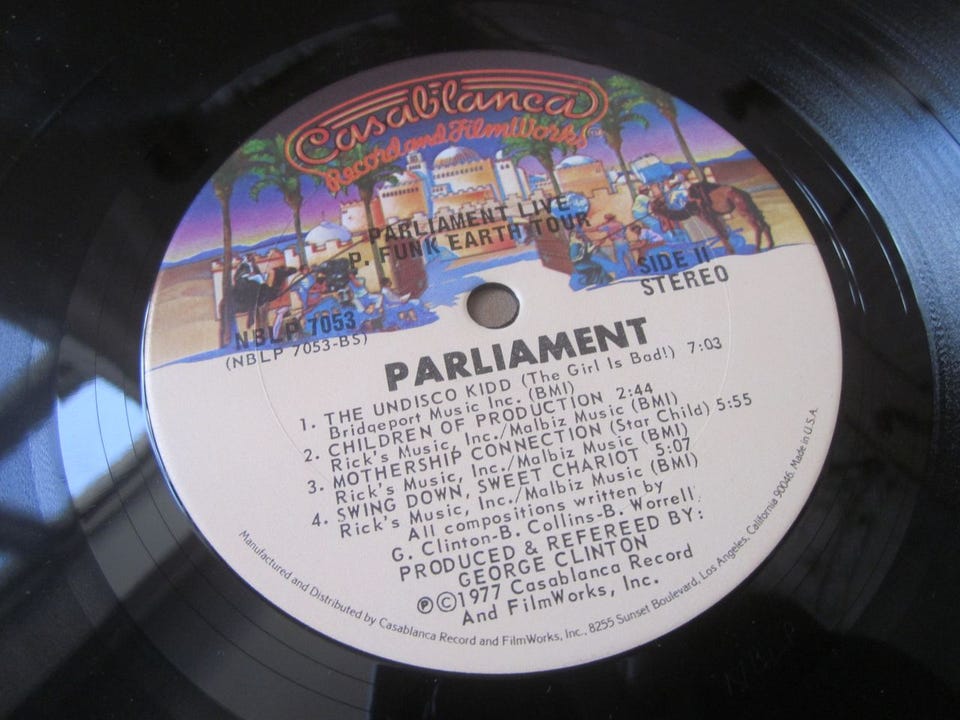 Casablanca
Record and FilmWorks
PARLIAMENT LIVE
P. FUNK EARTH TOUR
SIDE II
STEREO
NBLP 7053
(NBLP 7053-BS)
PARLIAMENT
1. THE UNDISCO KIDD (The Girl Is Bad!) 7:03
Bridgeport Music Inc. (BMI)
2. CHILDREN OF PRODUCTION 2:44
Rick's Music, Inc./Malbiz Music (BMI)
3. MOTHERSHIP CONNECTION (Star Child) 5:55
Rick's Music, Inc./Malbiz Music (BMI)
4. SWING DOWN, SWEET CHARIOT 5:07
Rick's Music, Inc./Malbiz Music (BMI)
All compositions written by
G. Clinton-B. Collins-B. Worrell
PRODUCED & REFEREED BY:
GEORGE CLINTON
℗©1977 Casablanca Record
And FilmWorks, Inc.
Manufactured and Distributed by Casablanca Record and FilmWorks, Inc., 8255 Sunset Boulevard, Los Angeles, California 90046. Made in U.S.A.